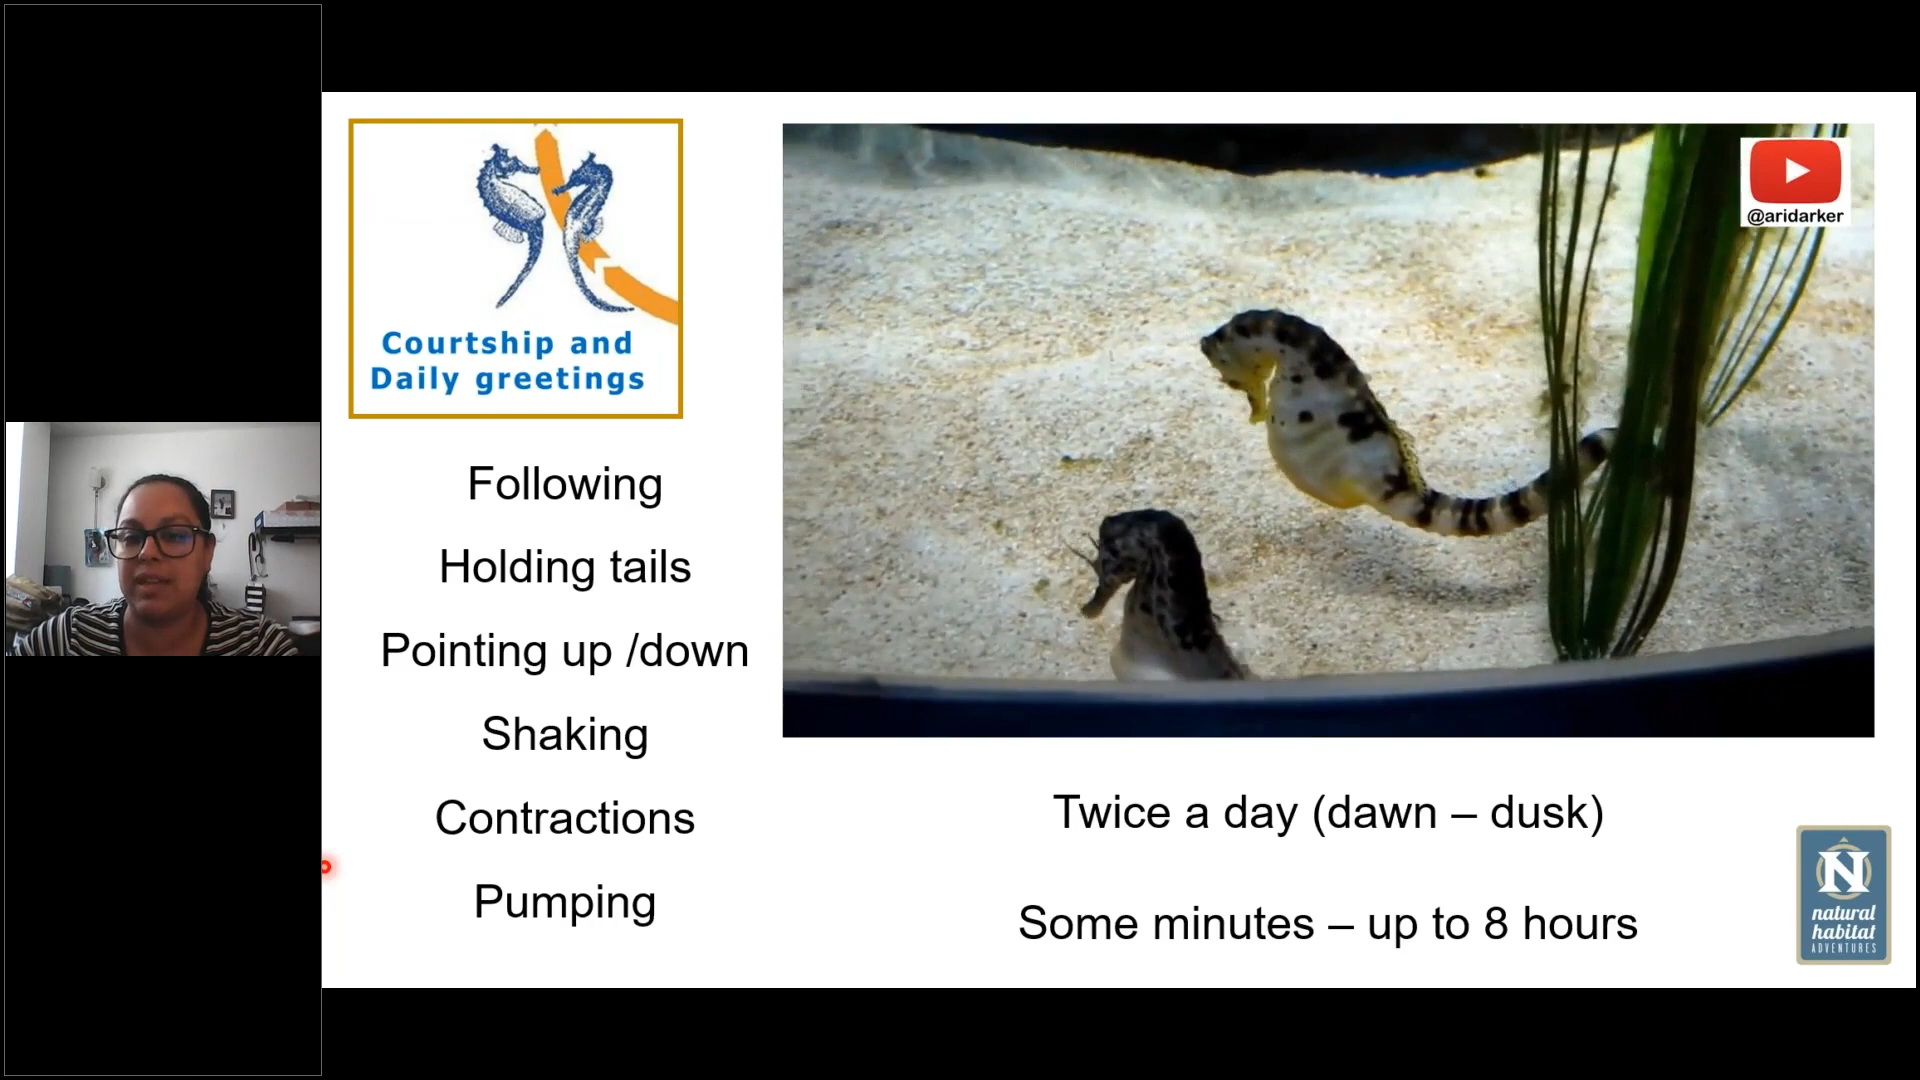 Courtship and
Daily greetings
Following
Holding tails
Pointing up /down
Shaking
Contractions
Pumping
@aridarker
Twice a day (dawn – dusk)
Some minutes – up to 8 hours
N
natural
habitat
ADVENTURES